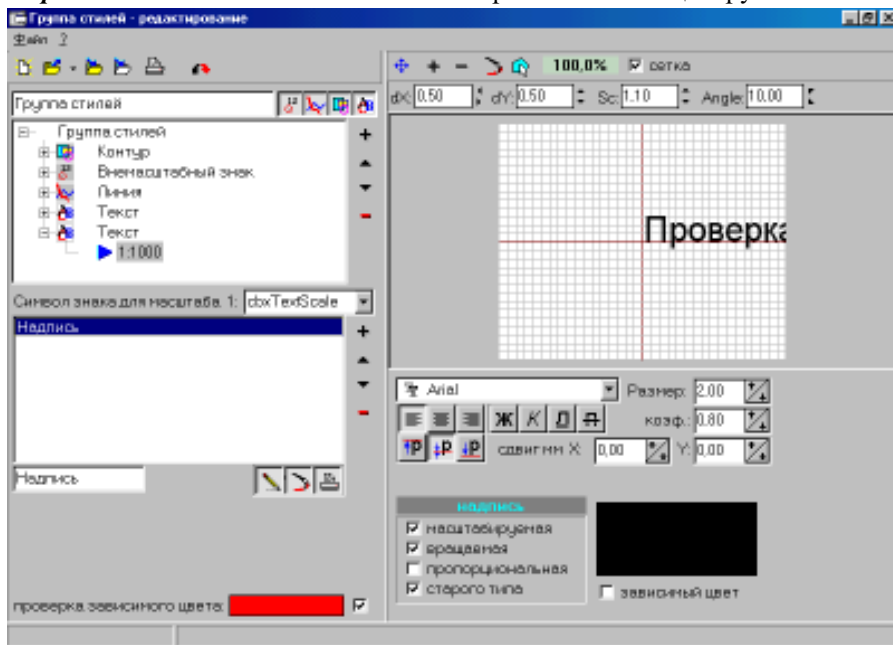 Группа стилей - редактирование
Файл ?
100,0% сетка
Группа стилей
dX: 0.50 dY: 0.50 Sc: 1.10 Angle: 10.00
Группа стилей
Контур
Внемасштабный знак
Линия
Текст
Текст
1:1000
Проверка
Символ знака для масштаба 1: cbxTextScale
Надпись
Arial Размер: 2.00
Ж К Д коэф.: 0.80
сдвиг мм X: 0,00 Y: 0,00
Надпись
надпись
масштабируемая
вращаемая
пропорциональная
старого типа
зависимый цвет
проверка зависимого цвета: